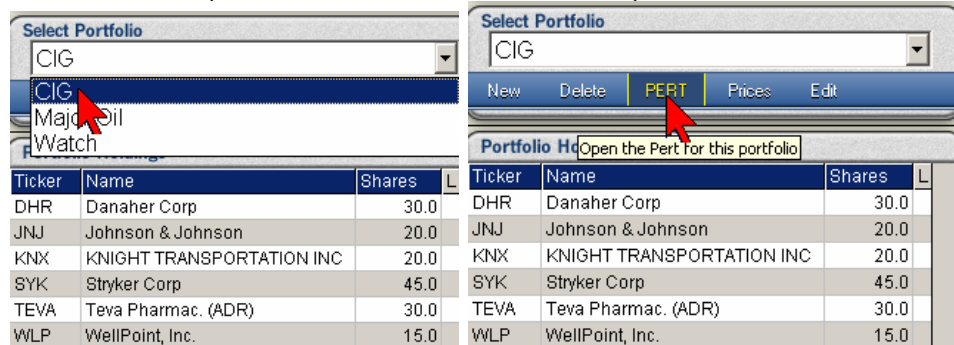 Select Portfolio
CIG
CIG
Major Oil
Watch
Portfolio Holdings
Ticker Name Shares L
DHR Danaher Corp 30.0
JNJ Johnson & Johnson 20.0
KNX KNIGHT TRANSPORTATION INC 20.0
SYK Stryker Corp 45.0
TEVA Teva Pharmac. (ADR) 30.0
WLP WellPoint, Inc. 15.0
Select Portfolio
CIG
New Delete PERT Prices Edit
Portfolio Ho
Open the Pert for this portfolio
Ticker Name Shares L
DHR Danaher Corp 30.0
JNJ Johnson & Johnson 20.0
KNX KNIGHT TRANSPORTATION INC 20.0
SYK Stryker Corp 45.0
TEVA Teva Pharmac. (ADR) 30.0
WLP WellPoint, Inc. 15.0